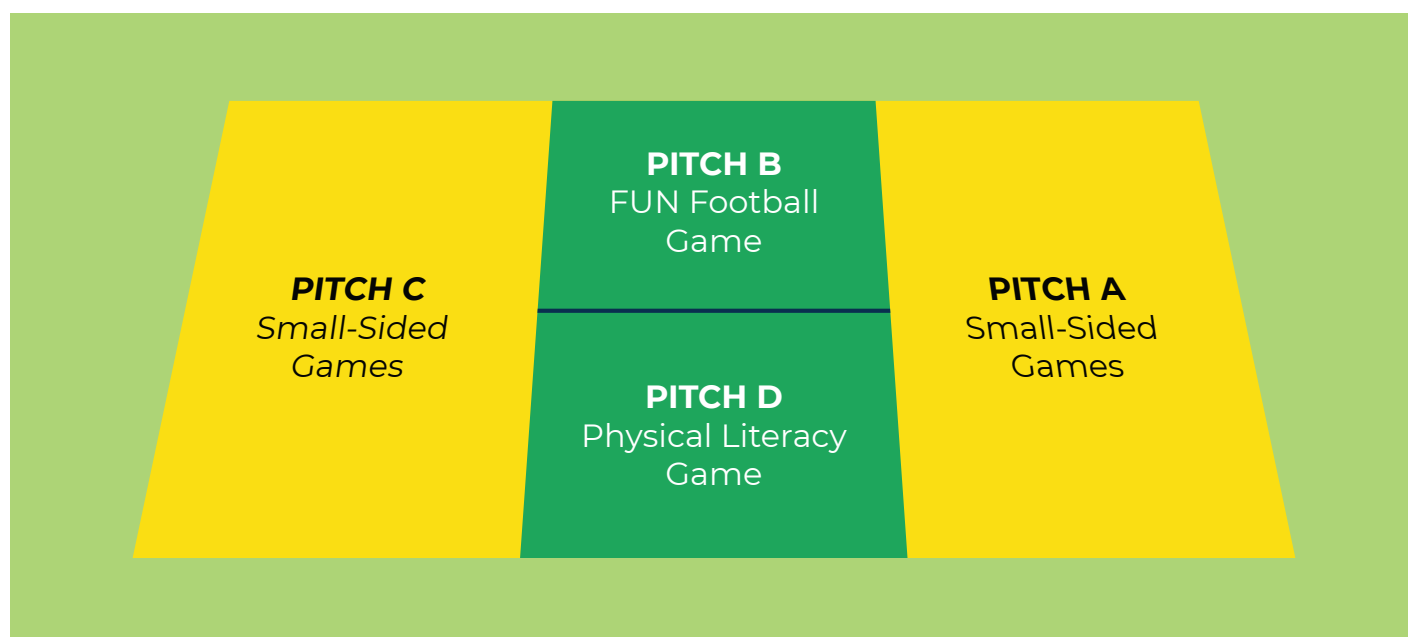 PITCH B
FUN Football
Game
PITCH C
Small-Sided
Games
PITCH A
Small-Sided
Games
PITCH D
Physical Literacy
Game